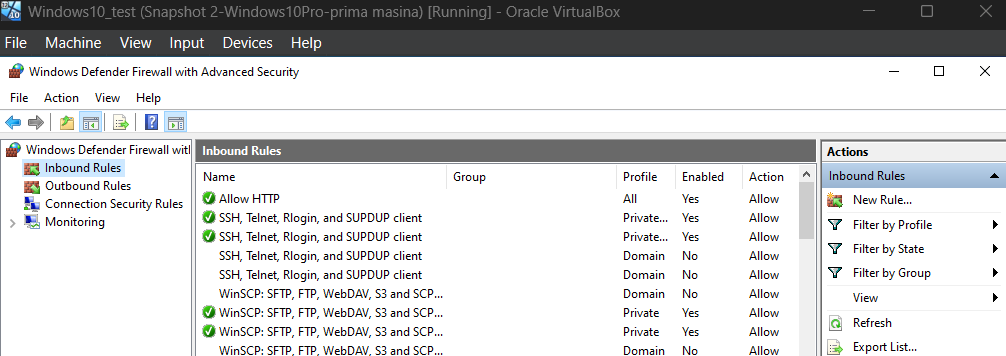 Windows10_test (Snapshot 2-Windows10Pro-prima masina) [Running] - Oracle VirtualBox
File Machine View Input Devices Help
Windows Defender Firewall with Advanced Security
File Action View Help
Windows Defender Firewall wit
Inbound Rules
Outbound Rules
Connection Security Rules
Monitoring
Inbound Rules
Name Group Profile Enabled Action
Allow HTTP All Yes Allow
SSH, Telnet, Rlogin, and SUPDUP client Private... Yes Allow
SSH, Telnet, Rlogin, and SUPDUP client Private... Yes Allow
SSH, Telnet, Rlogin, and SUPDUP client Domain No Allow
SSH, Telnet, Rlogin, and SUPDUP client Domain No Allow
WinSCP: SFTP, FTP, WebDAV, S3 and SCP... Domain No Allow
WinSCP: SFTP, FTP, WebDAV, S3 and SCP... Private Yes Allow
WinSCP: SFTP, FTP, WebDAV, S3 and SCP... Private Yes Allow
WinSCP: SFTP, FTP, WebDAV, S3 and SCP... Domain No Allow
Actions
Inbound Rules
New Rule...
Filter by Profile
Filter by State
Filter by Group
View
Refresh
Export List...